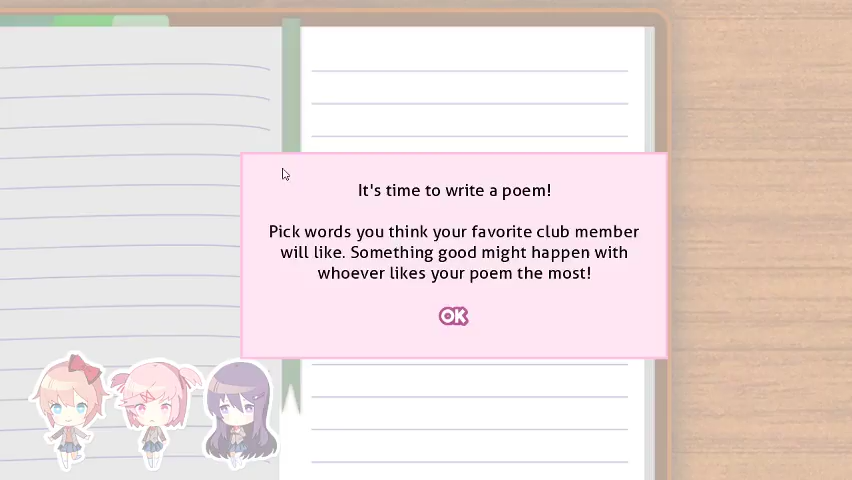 It's time to write a poem!
Pick words you think your favorite club member
will like. Something good might happen with
whoever likes your poem the most!
OK